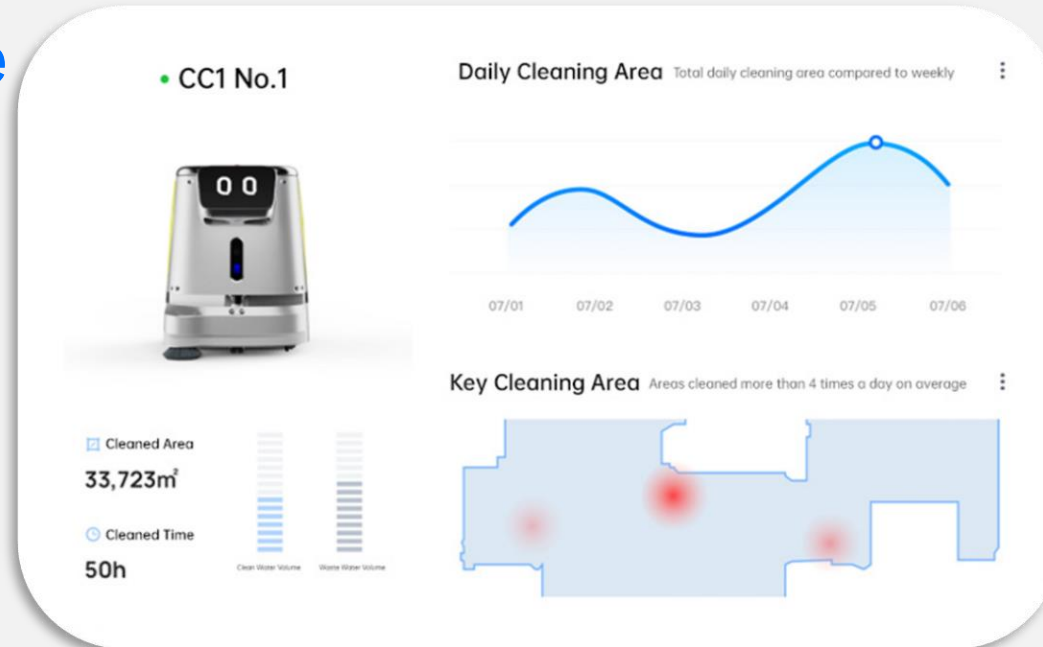 e
CC1 No.1
Daily Cleaning Area Total daily cleaning area compared to weekly
07/01 07/02 07/03 07/04 07/05 07/06
Key Cleaning Area Areas cleaned more than 4 times a day on average
Cleaned Area
33,723m²
Cleaned Time
50h
Clean Water Volume Waste Water Volume